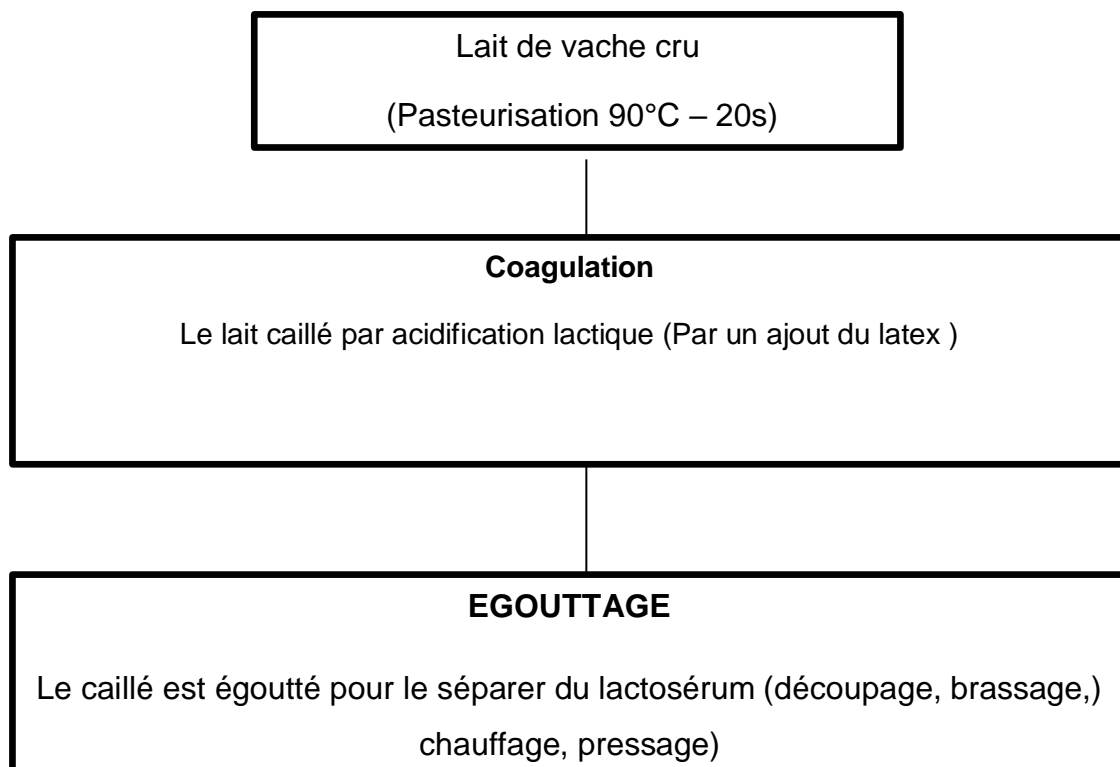 Lait de vache cru
(Pasteurisation 90°C – 20s)
Coagulation
Le lait caillé par acidification lactique (Par un ajout du latex )
EGOUTTAGE
Le caillé est égoutté pour le séparer du lactosérum (découpage, brassage,)
chauffage, pressage)